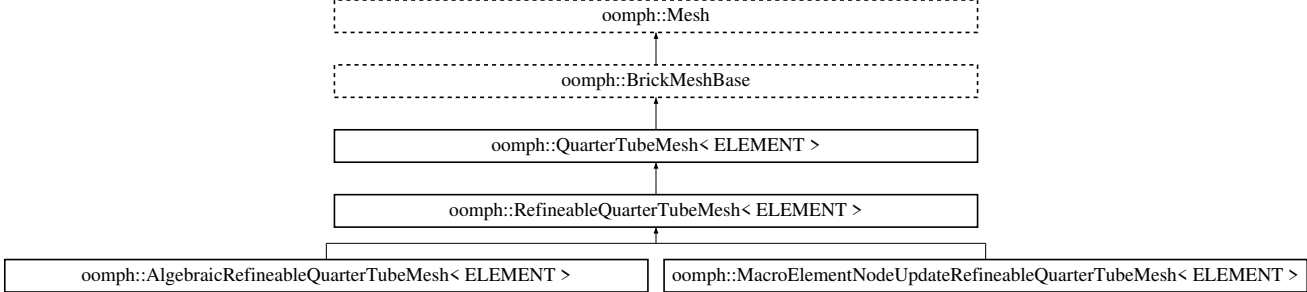 oomph::Mesh
oomph::BrickMeshBase
oomph::QuarterTubeMesh< ELEMENT >
oomph::RefineableQuarterTubeMesh< ELEMENT >
oomph::AlgebraicRefineableQuarterTubeMesh< ELEMENT >
oomph::MacroElementNodeUpdateRefineableQuarterTubeMesh< ELEMENT >